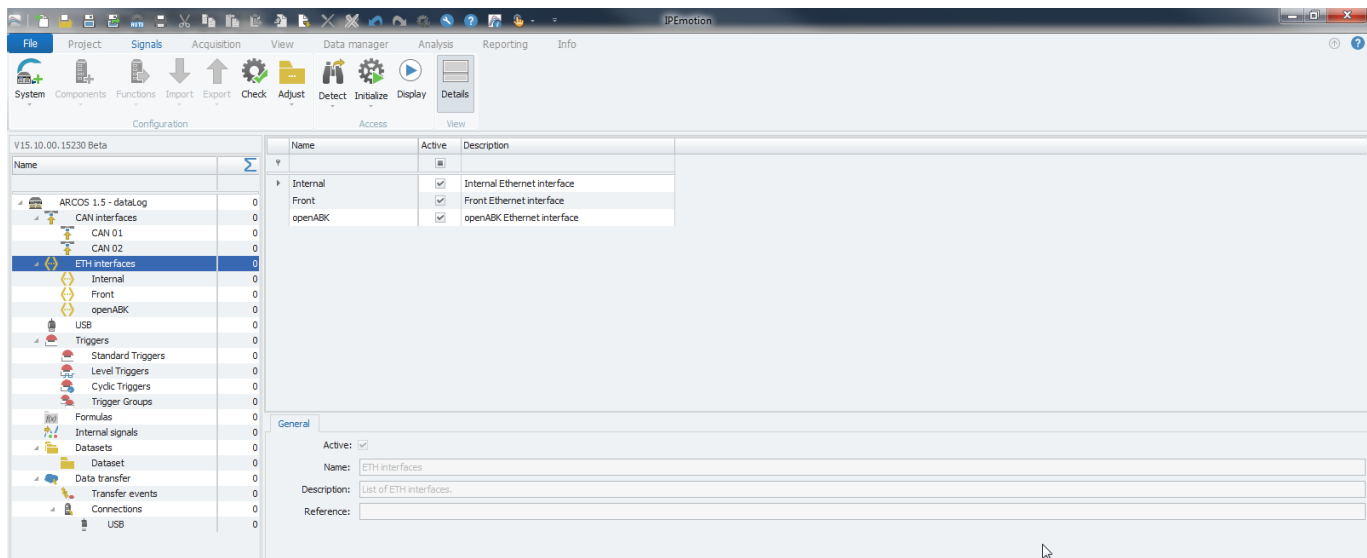 IPEmotion
File Project Signals Acquisition View Data manager Analysis Reporting Info
System Components Functions Import Export Check Adjust Detect Initialize Display Details
Configuration Access View
V15.10.00.15230 Beta
Name
Name Active Description
Internal Internal Ethernet interface
Front Front Ethernet interface
openABK openABK Ethernet interface
ARCOS 1.5 - dataLog 0
CAN interfaces 0
CAN 01 0
CAN 02 0
ETH interfaces 0
Internal 0
Front 0
openABK 0
USB 0
Triggers 0
Standard Triggers 0
Level Triggers 0
Cyclic Triggers 0
Trigger Groups 0
Formulas 0
Internal signals 0
Datasets 0
Dataset 0
Data transfer 0
Transfer events 0
Connections 0
USB 0
General
Active:
Name: ETH interfaces
Description: List of ETH interfaces.
Reference: